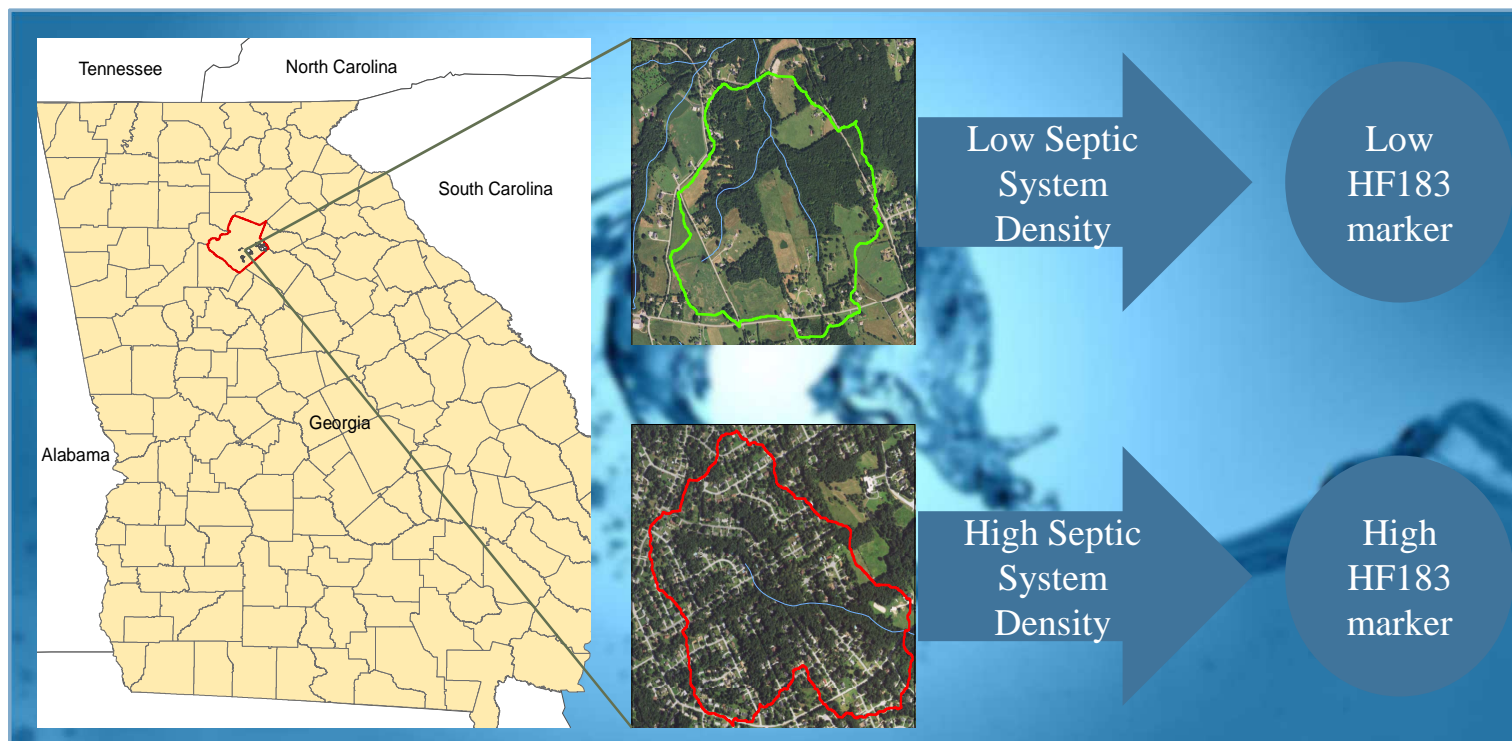 Tennessee
North Carolina
South Carolina
Georgia
Alabama
Low Septic
System
Density
Low
HF183
marker
High Septic
System
Density
High
HF183
marker